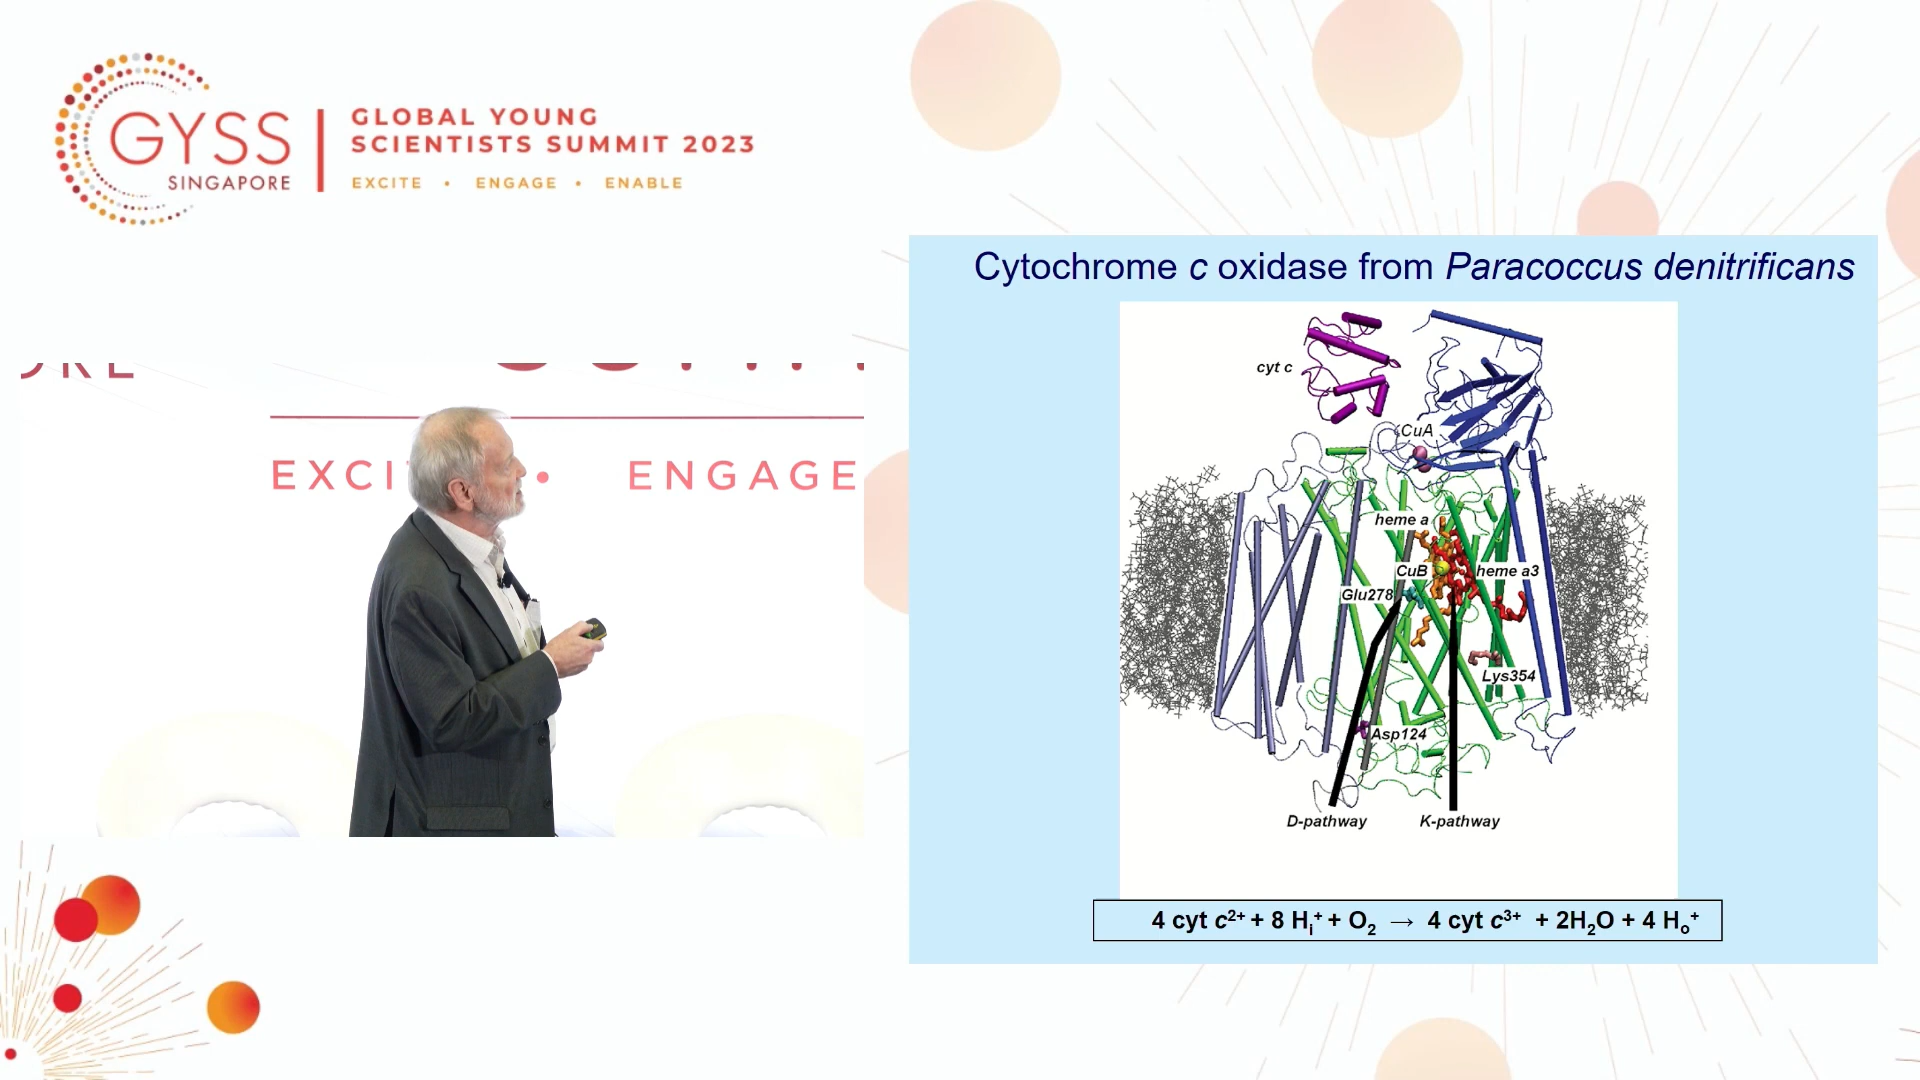 GYSS
SINGAPORE
GLOBAL YOUNG
SCIENTISTS SUMMIT 2023
EXCITE • ENGAGE • ENABLE
EXCI • ENGAGE
Cytochrome c oxidase from Paracoccus denitrificans
cyt c
CuA
heme a
CuB
heme a3
Glu278
Lys354
Asp124
D-pathway
K-pathway
4 cyt c²⁺ + 8 Hᵢ⁺ + O₂ → 4 cyt c³⁺ + 2H₂O + 4 Hₒ⁺